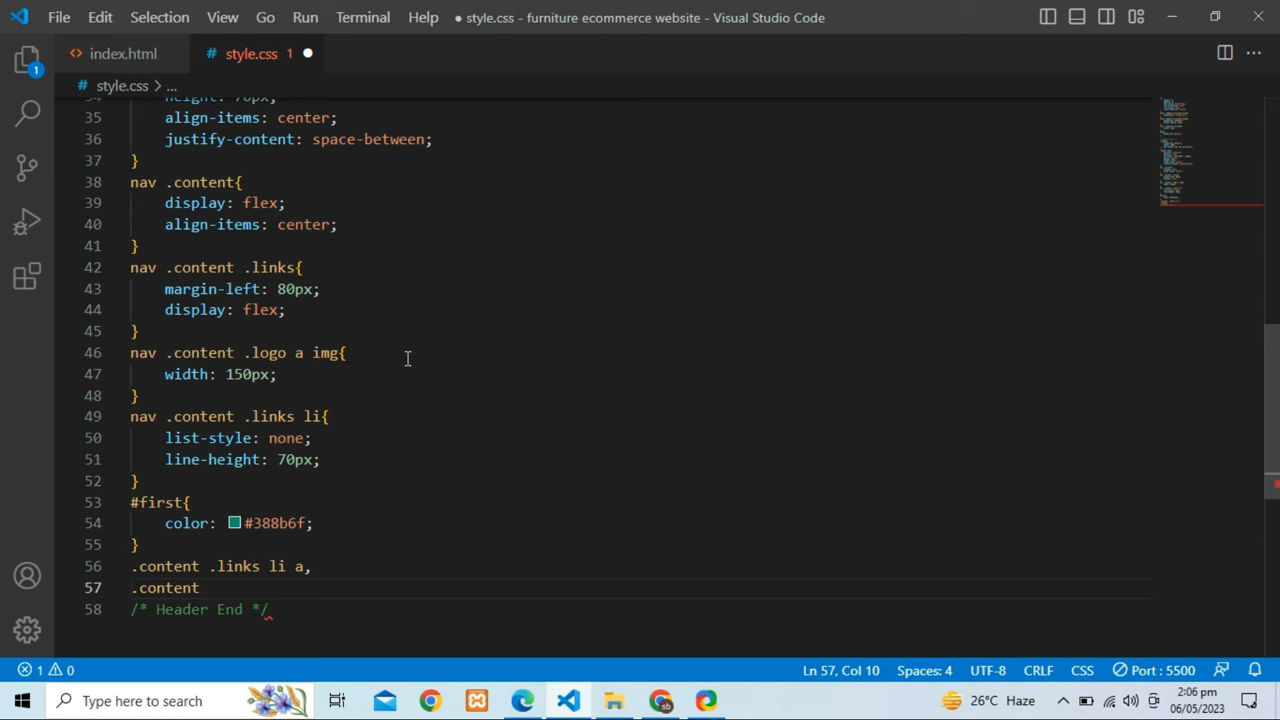 File Edit Selection View Go Run Terminal Help ● style.css - furniture ecommerce website - Visual Studio Code
<> index.html # style.css 1 ●
# style.css > ...
34 height: 70px;
35 align-items: center;
36 justify-content: space-between;
37 }
38 nav .content{
39 display: flex;
40 align-items: center;
41 }
42 nav .content .links{
43 margin-left: 80px;
44 display: flex;
45 }
46 nav .content .logo a img{
47 width: 150px;
48 }
49 nav .content .links li{
50 list-style: none;
51 line-height: 70px;
52 }
53 #first{
54 color: #388b6f;
55 }
56 .content .links li a,
57 .content
58 /* Header End */
1
1 0 Ln 57, Col 10 Spaces: 4 UTF-8 CRLF CSS Port : 5500
Type here to search 26°C Haze 2:06 pm
06/05/2023